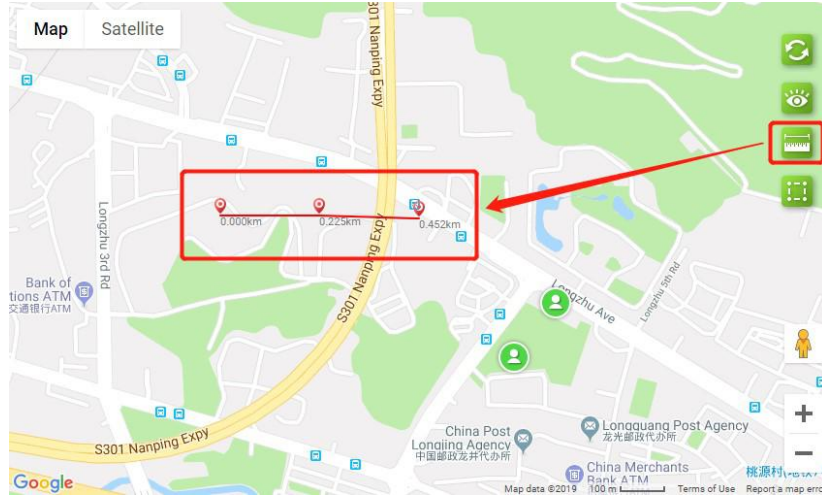 Map Satellite
S301 Nanping Expy
0.000km
0.225km
0.452km
Longzhu 3rd Rd
S301 Nanping Expy
Longzhu 5th Rd
Longzhu Ave
Bank of
tions ATM
交通银行ATM
S301 Nanping Expy
China Post
Longjing Agency
中国邮政龙井代办所
Longguang Post Agency
龙光邮政代办所
China Merchants
Bank ATM
Google
Map data ©2019 100 m Terms of Use Report a map erro